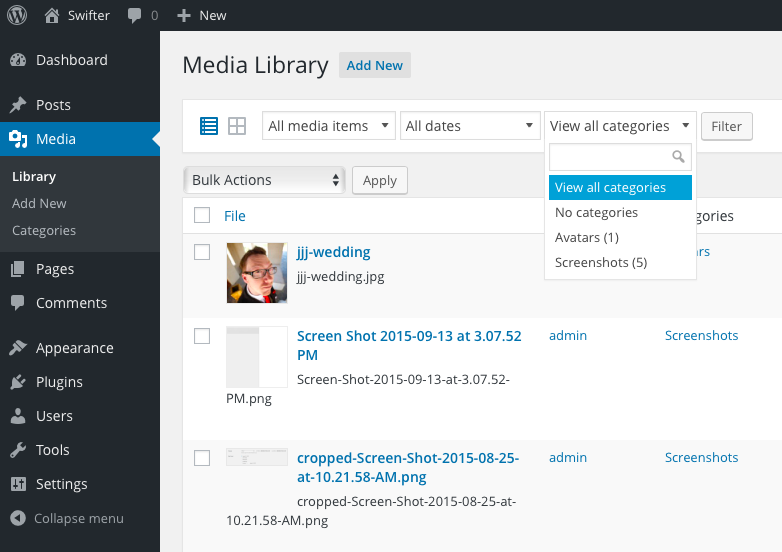 Swifter 0 New
Dashboard
Posts
Media
Library
Add New
Categories
Pages
Comments
Appearance
Plugins
Users
Tools
Settings
Collapse menu
Media Library Add New
All media items All dates View all categories Filter
View all categories
No categories
Avatars (1)
Screenshots (5)
Bulk Actions Apply
File gories
jjj-wedding ars
jjj-wedding.jpg
Screen Shot 2015-09-13 at 3.07.52 admin Screenshots
PM
Screen-Shot-2015-09-13-at-3.07.52-
PM.png
cropped-Screen-Shot-2015-08-25- admin Screenshots
at-10.21.58-AM.png
cropped-Screen-Shot-2015-08-25-at-
10.21.58-AM.png